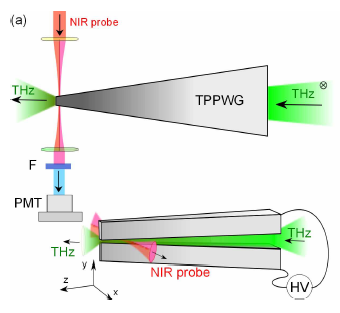 (a)
NIR probe
THz
TPPWG
THz
⊗
F
PMT
THz
THz
NIR probe
y
z
x
HV